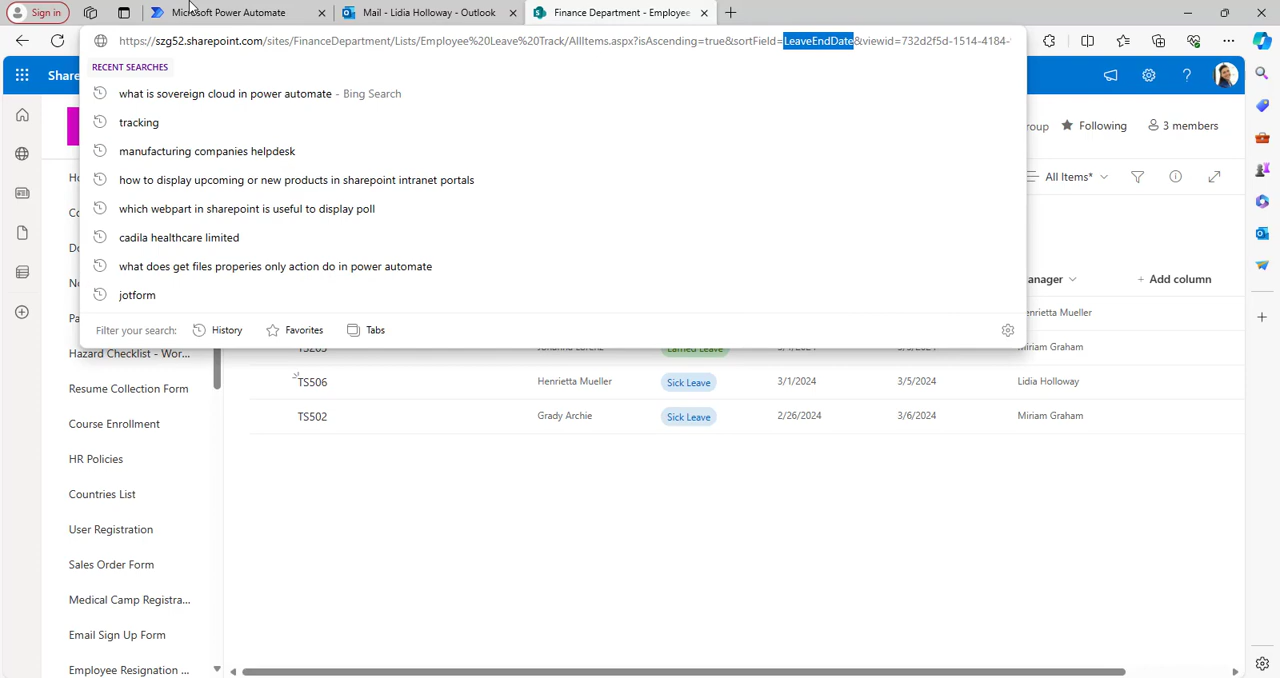 Sign in
Microsoft Power Automate
Mail - Lidia Holloway - Outlook
Finance Department - Employee
https://szg52.sharepoint.com/sites/FinanceDepartment/Lists/Employee%20Leave%20Track/AllItems.aspx?isAscending=true&sortField=LeaveEndDate&viewid=732d2f5d-1514-4184-
RECENT SEARCHES
what is sovereign cloud in power automate - Bing Search
tracking
manufacturing companies helpdesk
how to display upcoming or new products in sharepoint intranet portals
which webpart in sharepoint is useful to display poll
cadila healthcare limited
what does get files properies only action do in power automate
jotform
Filter your search: History Favorites Tabs
Share
roup Following 3 members
All Items*
anager + Add column
enrietta Mueller
Earned Leave
Miriam Graham
TS506 Henrietta Mueller Sick Leave 3/1/2024 3/5/2024 Lidia Holloway
TS502 Grady Archie Sick Leave 2/26/2024 3/6/2024 Miriam Graham
Hazard Checklist - Wor...
Resume Collection Form
Course Enrollment
HR Policies
Countries List
User Registration
Sales Order Form
Medical Camp Registra...
Email Sign Up Form
Employee Resignation ...